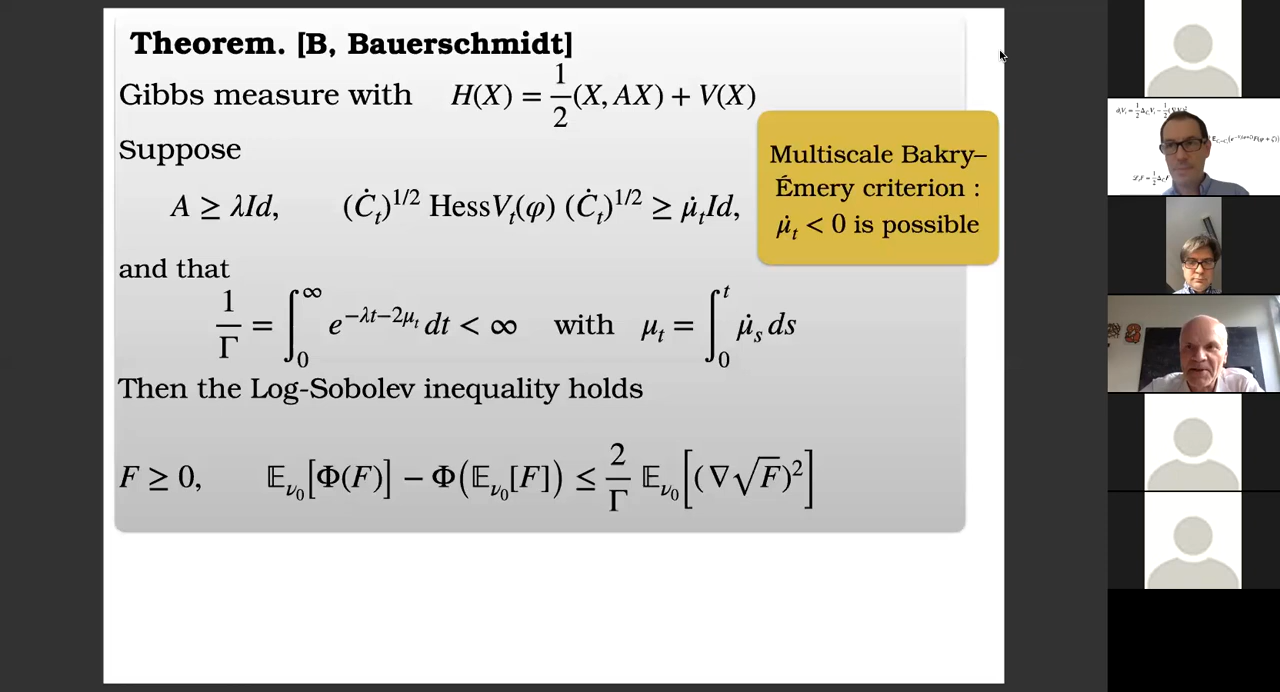 Theorem. [B, Bauerschmidt]
Gibbs measure with H(X) = 1/2 (X, AX) + V(X)
Suppose
A ≥ λId, (Ċ_t)^{1/2} HessV_t(φ) (Ċ_t)^{1/2} ≥ μ̇_t Id,
Multiscale Bakry–
Émery criterion :
μ̇_t < 0 is possible
and that
1/Γ = ∫_0^∞ e^{−λt−2μ_t} dt < ∞ with μ_t = ∫_0^t μ̇_s ds
Then the Log-Sobolev inequality holds
F ≥ 0, 𝔼_{ν_0}[Φ(F)] − Φ(𝔼_{ν_0}[F]) ≤ 2/Γ 𝔼_{ν_0}[(∇√F)^2]